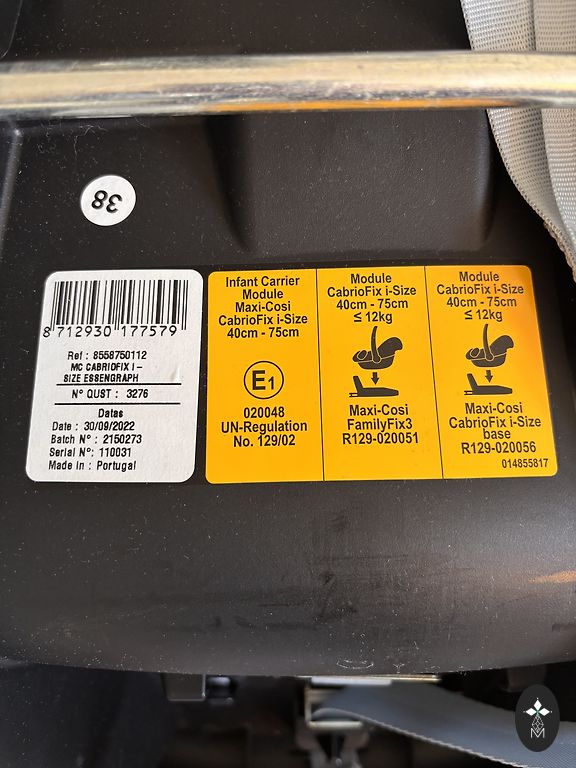 38
8 712930 177579
Ref : 8558750112
MC CABRIOFIX I-
SIZE ESSENGRAPH
N° QUST : 3276
Datas
Date : 30/09/2022
Batch N° : 2150273
Serial N°: 110031
Made in : Portugal
Infant Carrier
Module
Maxi-Cosi
CabrioFix i-Size
40cm - 75cm
E1
020048
UN-Regulation
No. 129/02
Module
CabrioFix i-Size
40cm - 75cm
≤ 12kg
Maxi-Cosi
FamilyFix3
R129-020051
Module
CabrioFix i-Size
40cm - 75cm
≤ 12kg
Maxi-Cosi
CabrioFix i-Size
base
R129-020056
014855817
M